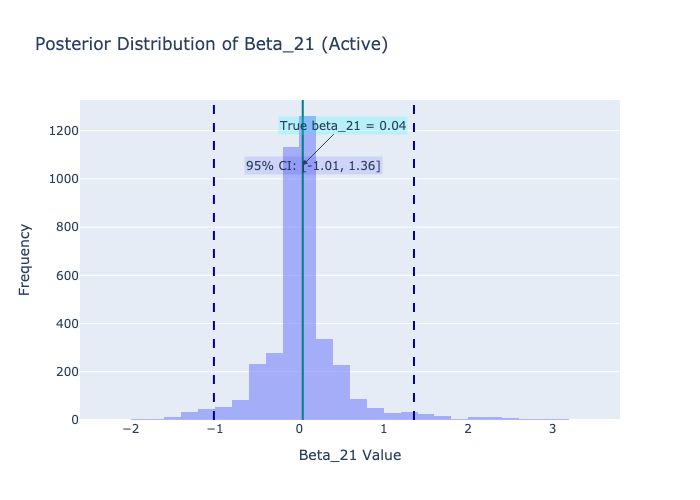 Posterior Distribution of Beta_21 (Active)
True beta_21 = 0.04
95% CI: [-1.01, 1.36]
1200
1000
800
600
400
200
0
−2
−1
0
1
2
3
Frequency
Beta_21 Value